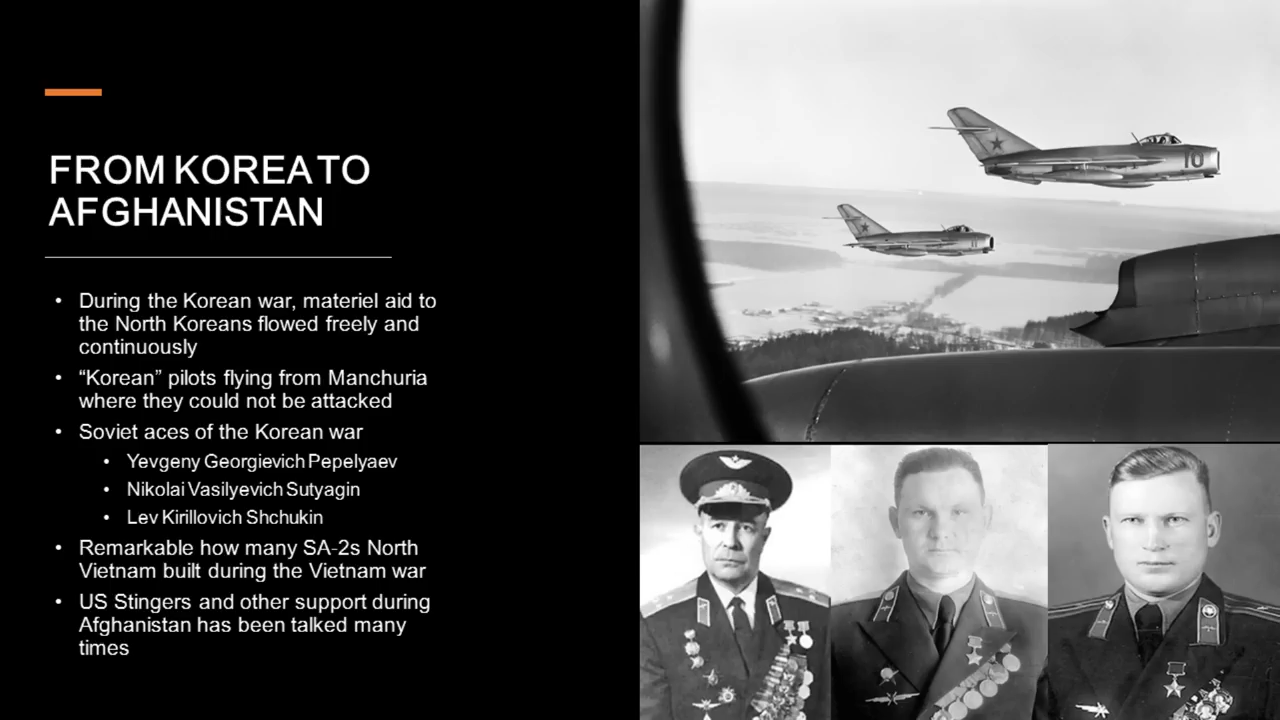 FROM KOREA TO
AFGHANISTAN
• During the Korean war, materiel aid to
the North Koreans flowed freely and
continuously
• “Korean” pilots flying from Manchuria
where they could not be attacked
• Soviet aces of the Korean war
• Yevgeny Georgievich Pepelyaev
• Nikolai Vasilyevich Sutyagin
• Lev Kirillovich Shchukin
• Remarkable how many SA-2s North
Vietnam built during the Vietnam war
• US Stingers and other support during
Afghanistan has been talked many
times
10
11